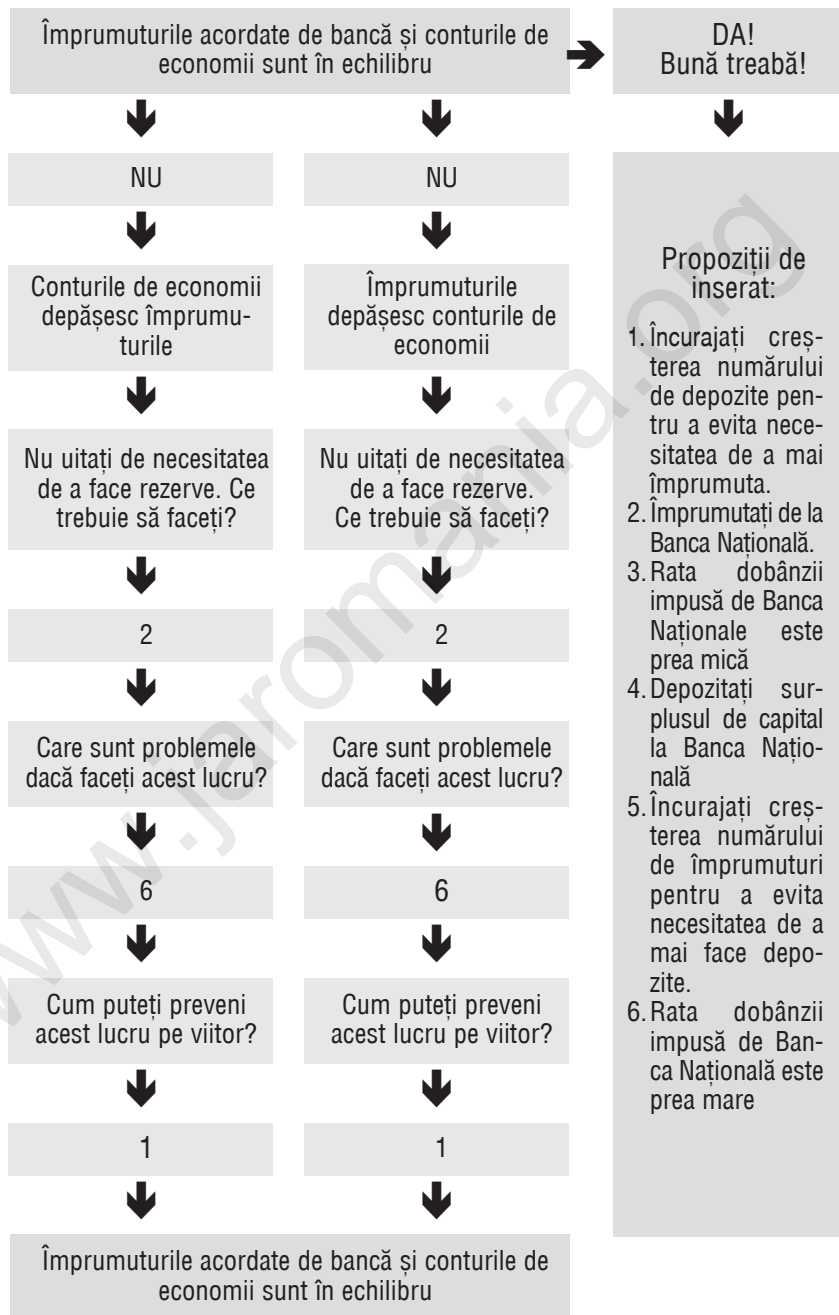 Împrumuturile acordate de bancă și conturile de
economii sunt în echilibru
DA!
Bună treabă!
NU
NU
Conturile de economii
depășesc împrumu-
turile
Împrumuturile
depășesc conturile de
economii
Nu uitați de necesitatea
de a face rezerve. Ce
trebuie să faceți?
Nu uitați de necesitatea
de a face rezerve.
Ce trebuie să faceți?
2
2
Care sunt problemele
dacă faceți acest lucru?
Care sunt problemele
dacă faceți acest lucru?
6
6
Cum puteți preveni
acest lucru pe viitor?
Cum puteți preveni
acest lucru pe viitor?
1
1
Împrumuturile acordate de bancă și conturile de
economii sunt în echilibru
Propoziții de
inserat:
1. Încurajați creș-
terea numărului
de depozite pen-
tru a evita nece-
sitatea de a mai
împrumuta.
2. Împrumutați de la
Banca Națională.
3. Rata dobânzii
impusă de Banca
Naționale este
prea mică
4. Depozitați sur-
plusul de capital
la Banca Națio-
nală
5. Încurajați creș-
terea numărului
de împrumuturi
pentru a evita
necesitatea de a
mai face depo-
zite.
6. Rata dobânzii
impusă de Ban-
ca Națională este
prea mare
www.jaromania.org